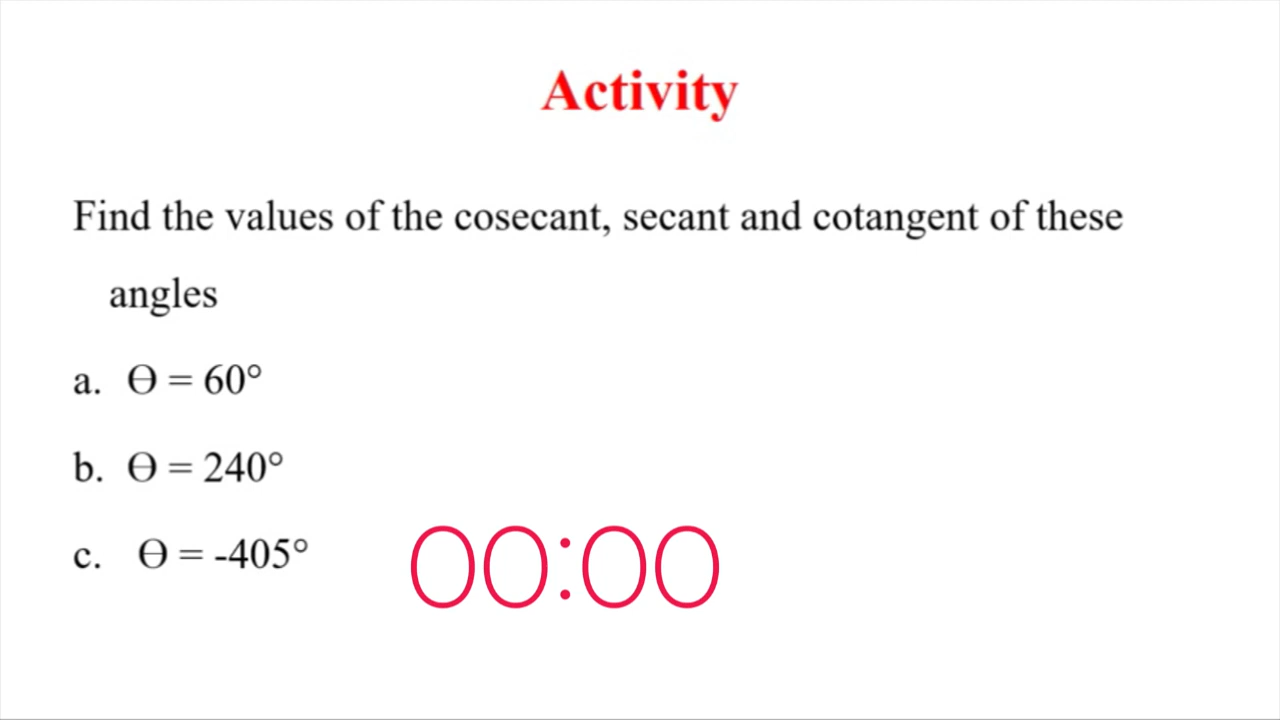 Activity
Find the values of the cosecant, secant and cotangent of these
angles
a. ϴ = 60°
b. ϴ = 240°
c. ϴ = -405°
00:00